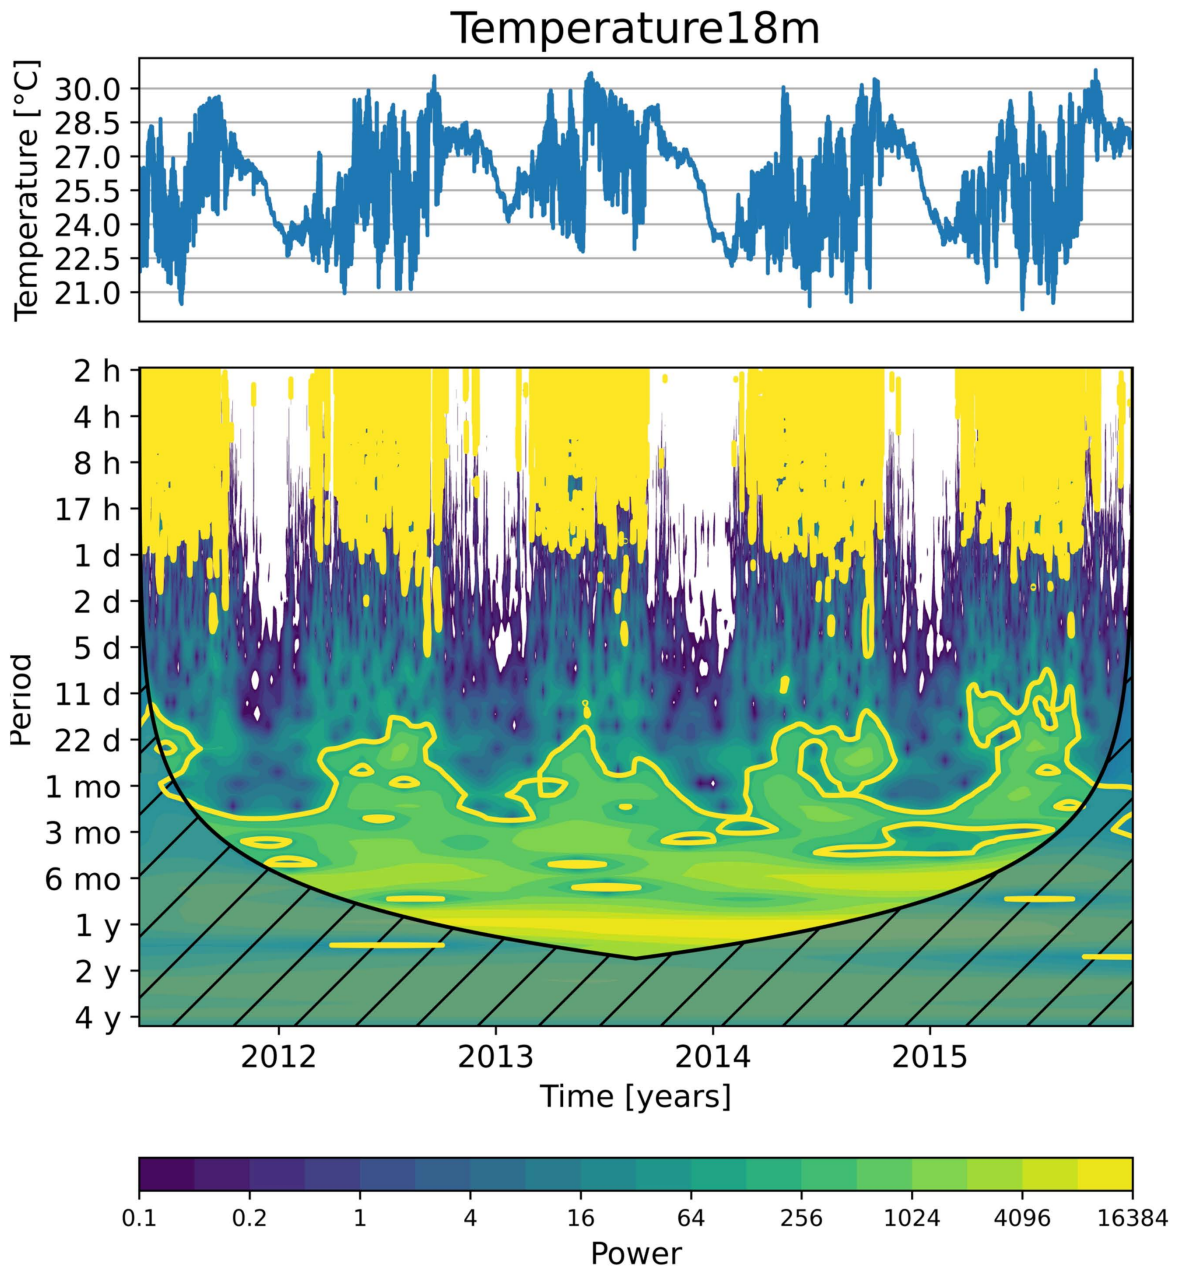 Temperature18m
Temperature [°C]
30.0
28.5
27.0
25.5
24.0
22.5
21.0
Period
2 h
4 h
8 h
17 h
1 d
2 d
5 d
11 d
22 d
1 mo
3 mo
6 mo
1 y
2 y
4 y
2012 2013 2014 2015
Time [years]
0.1 0.2 1 4 16 64 256 1024 4096 16384
Power